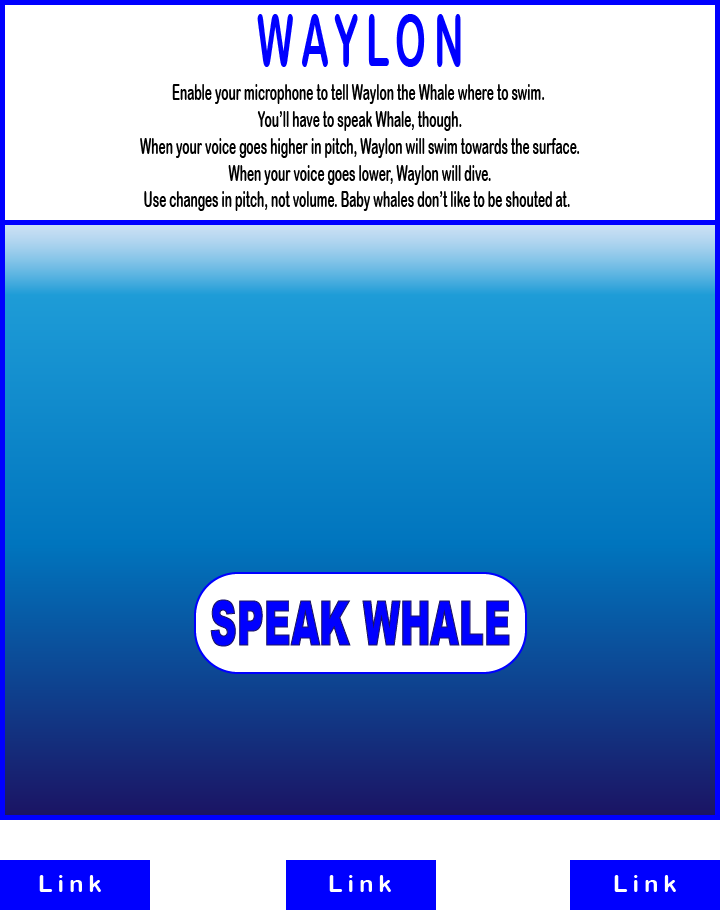 WAYLON
Enable your microphone to tell Waylon the Whale where to swim.
You’ll have to speak Whale, though.
When your voice goes higher in pitch, Waylon will swim towards the surface.
When your voice goes lower, Waylon will dive.
Use changes in pitch, not volume. Baby whales don’t like to be shouted at.
SPEAK WHALE
Link
Link
Link